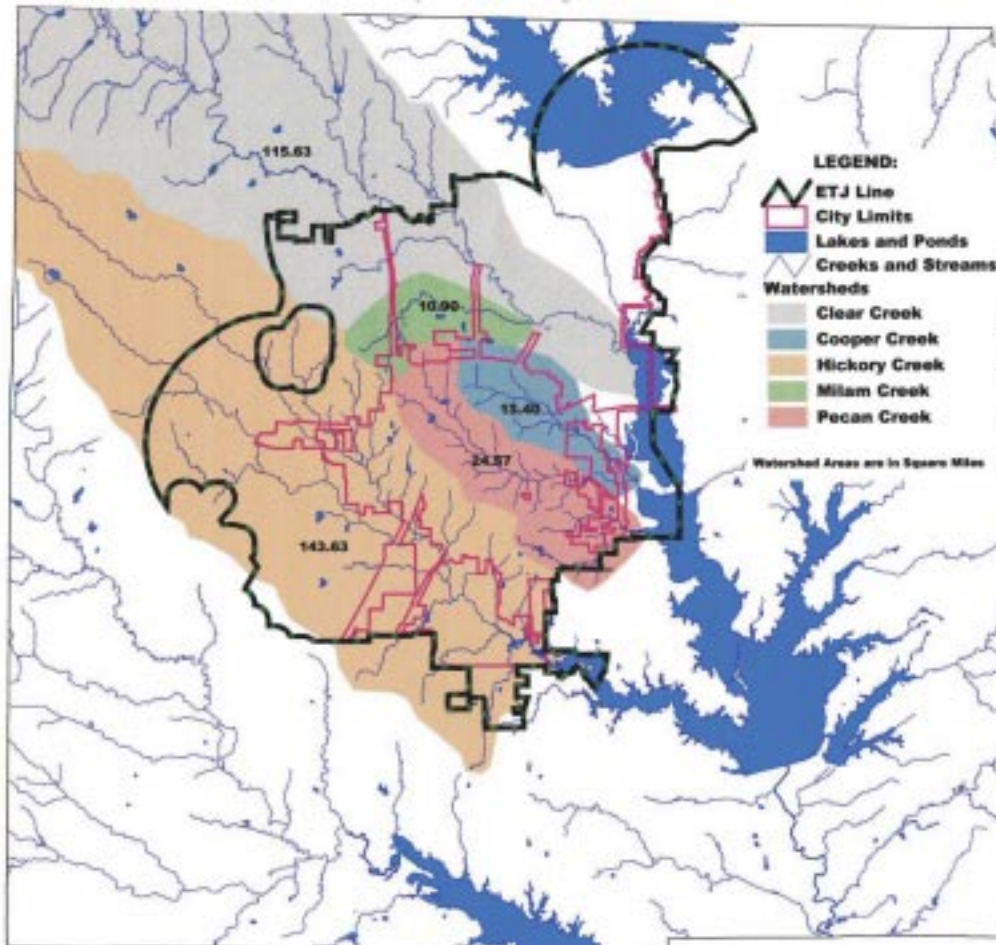 115.63
LEGEND:
ETJ Line
City Limits
Lakes and Ponds
Creeks and Streams
Watersheds
Clear Creek
Cooper Creek
Hickory Creek
Milam Creek
Pecan Creek
10.90
15.40
24.57
Watershed Areas are in Square Miles
143.63